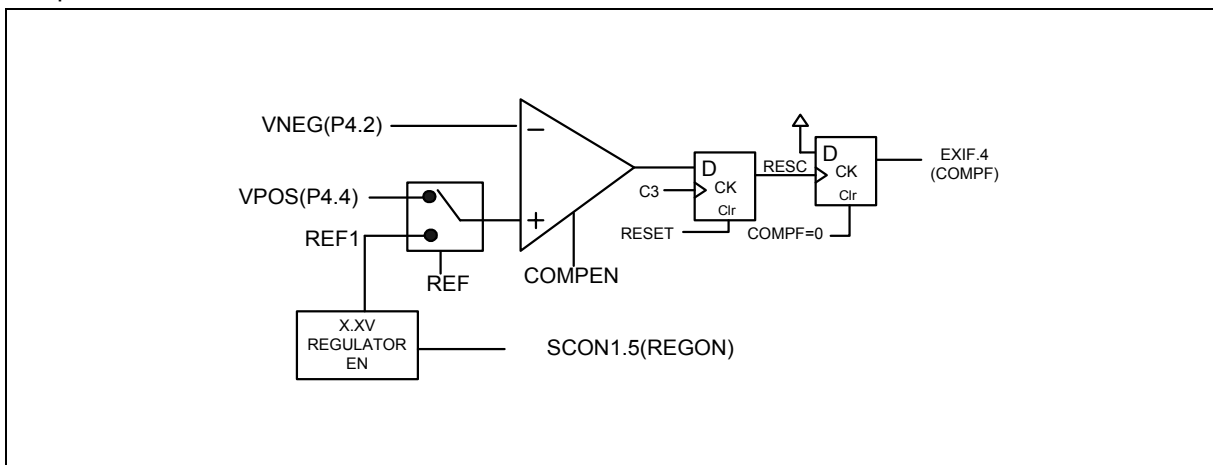 VNEG(P4.2)
−
VPOS(P4.4)
REF1
REF
+
COMPEN
D
CK
Clr
C3
RESET
RESC
D
CK
Clr
COMPF=0
EXIF.4
(COMPF)
X.XV
REGULATOR
EN
SCON1.5(REGON)